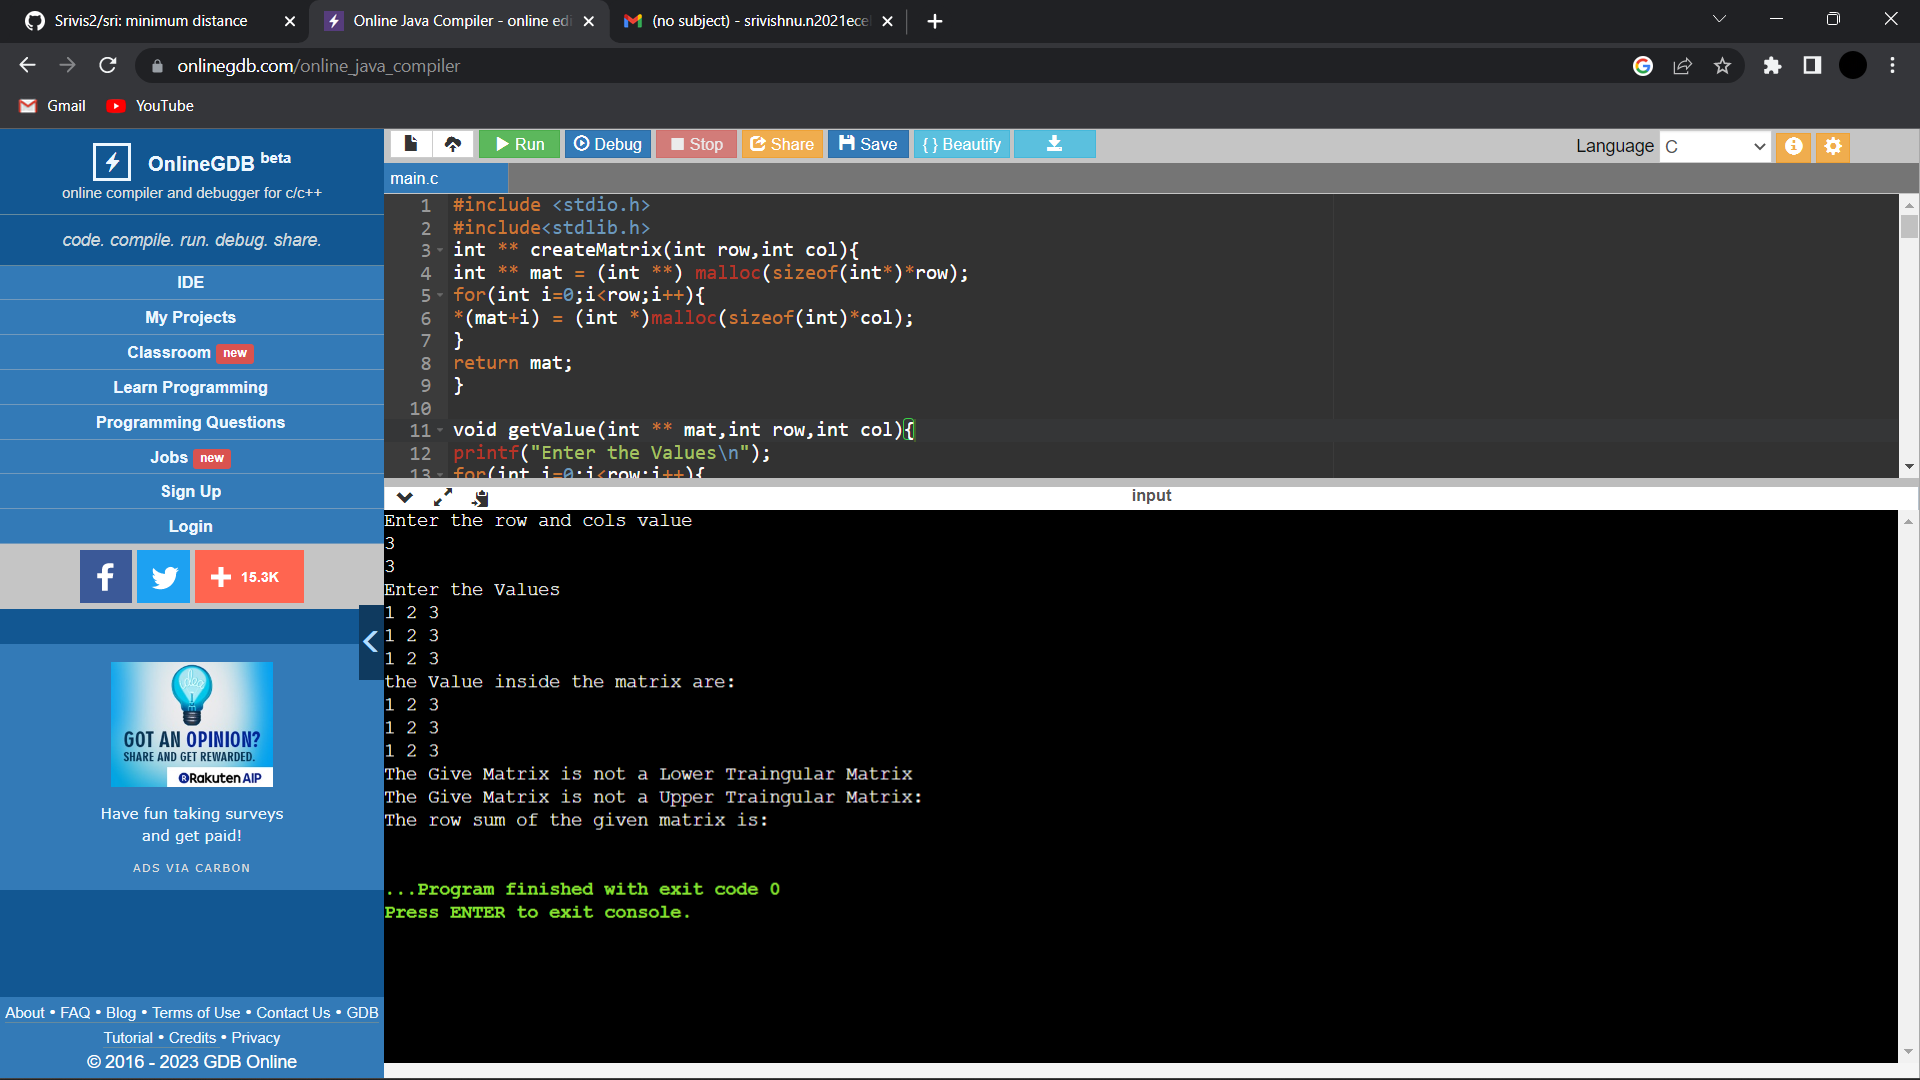 Srivis2/sri: minimum distance
Online Java Compiler - online edi
(no subject) - srivishnu.n2021ece
onlinegdb.com/online_java_compiler
Gmail
YouTube
OnlineGDB beta
online compiler and debugger for c/c++
code. compile. run. debug. share.
IDE
My Projects
Classroom new
Learn Programming
Programming Questions
Jobs new
Sign Up
Login
f
+ 15.3K
GOT AN OPINION?
SHARE AND GET REWARDED.
Rakuten AIP
Have fun taking surveys
and get paid!
ADS VIA CARBON
About • FAQ • Blog • Terms of Use • Contact Us • GDB
Tutorial • Credits • Privacy
© 2016 - 2023 GDB Online
Run
Debug
Stop
Share
Save
{ } Beautify
Language C
main.c
1 #include <stdio.h>
2 #include<stdlib.h>
3 int ** createMatrix(int row,int col){
4 int ** mat = (int **) malloc(sizeof(int*)*row);
5 for(int i=0;i<row;i++){
6 *(mat+i) = (int *)malloc(sizeof(int)*col);
7 }
8 return mat;
9 }
10
11 void getValue(int ** mat,int row,int col){
12 printf("Enter the Values\n");
13 for(int i=0;i<row;i++){
input
Enter the row and cols value
3
3
Enter the Values
1 2 3
1 2 3
1 2 3
the Value inside the matrix are:
1 2 3
1 2 3
1 2 3
The Give Matrix is not a Lower Traingular Matrix
The Give Matrix is not a Upper Traingular Matrix:
The row sum of the given matrix is:
...Program finished with exit code 0
Press ENTER to exit console.